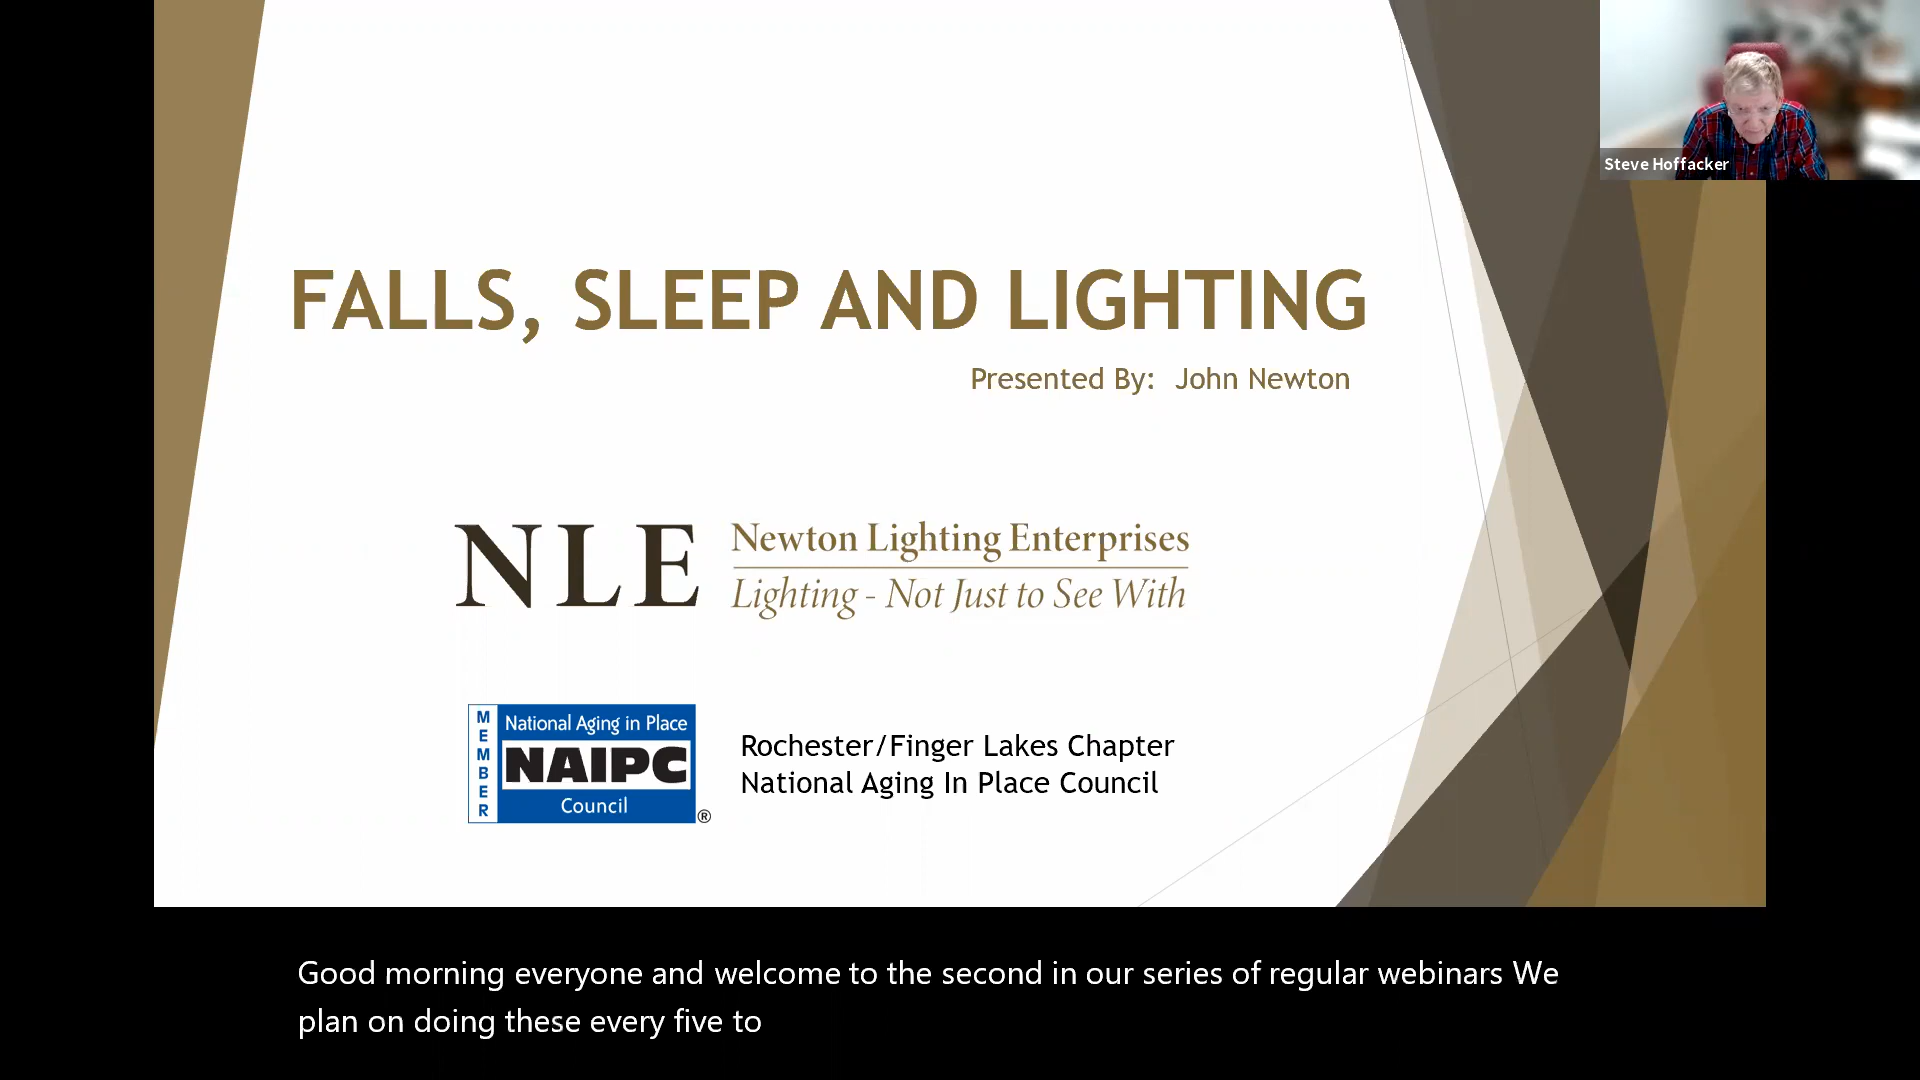 Steve Hoffacker
FALLS, SLEEP AND LIGHTING
Presented By: John Newton
NLE
Newton Lighting Enterprises
Lighting - Not Just to See With
MEMBER
National Aging in Place
NAIPC
Council
®
Rochester/Finger Lakes Chapter
National Aging In Place Council
Good morning everyone and welcome to the second in our series of regular webinars We
plan on doing these every five to